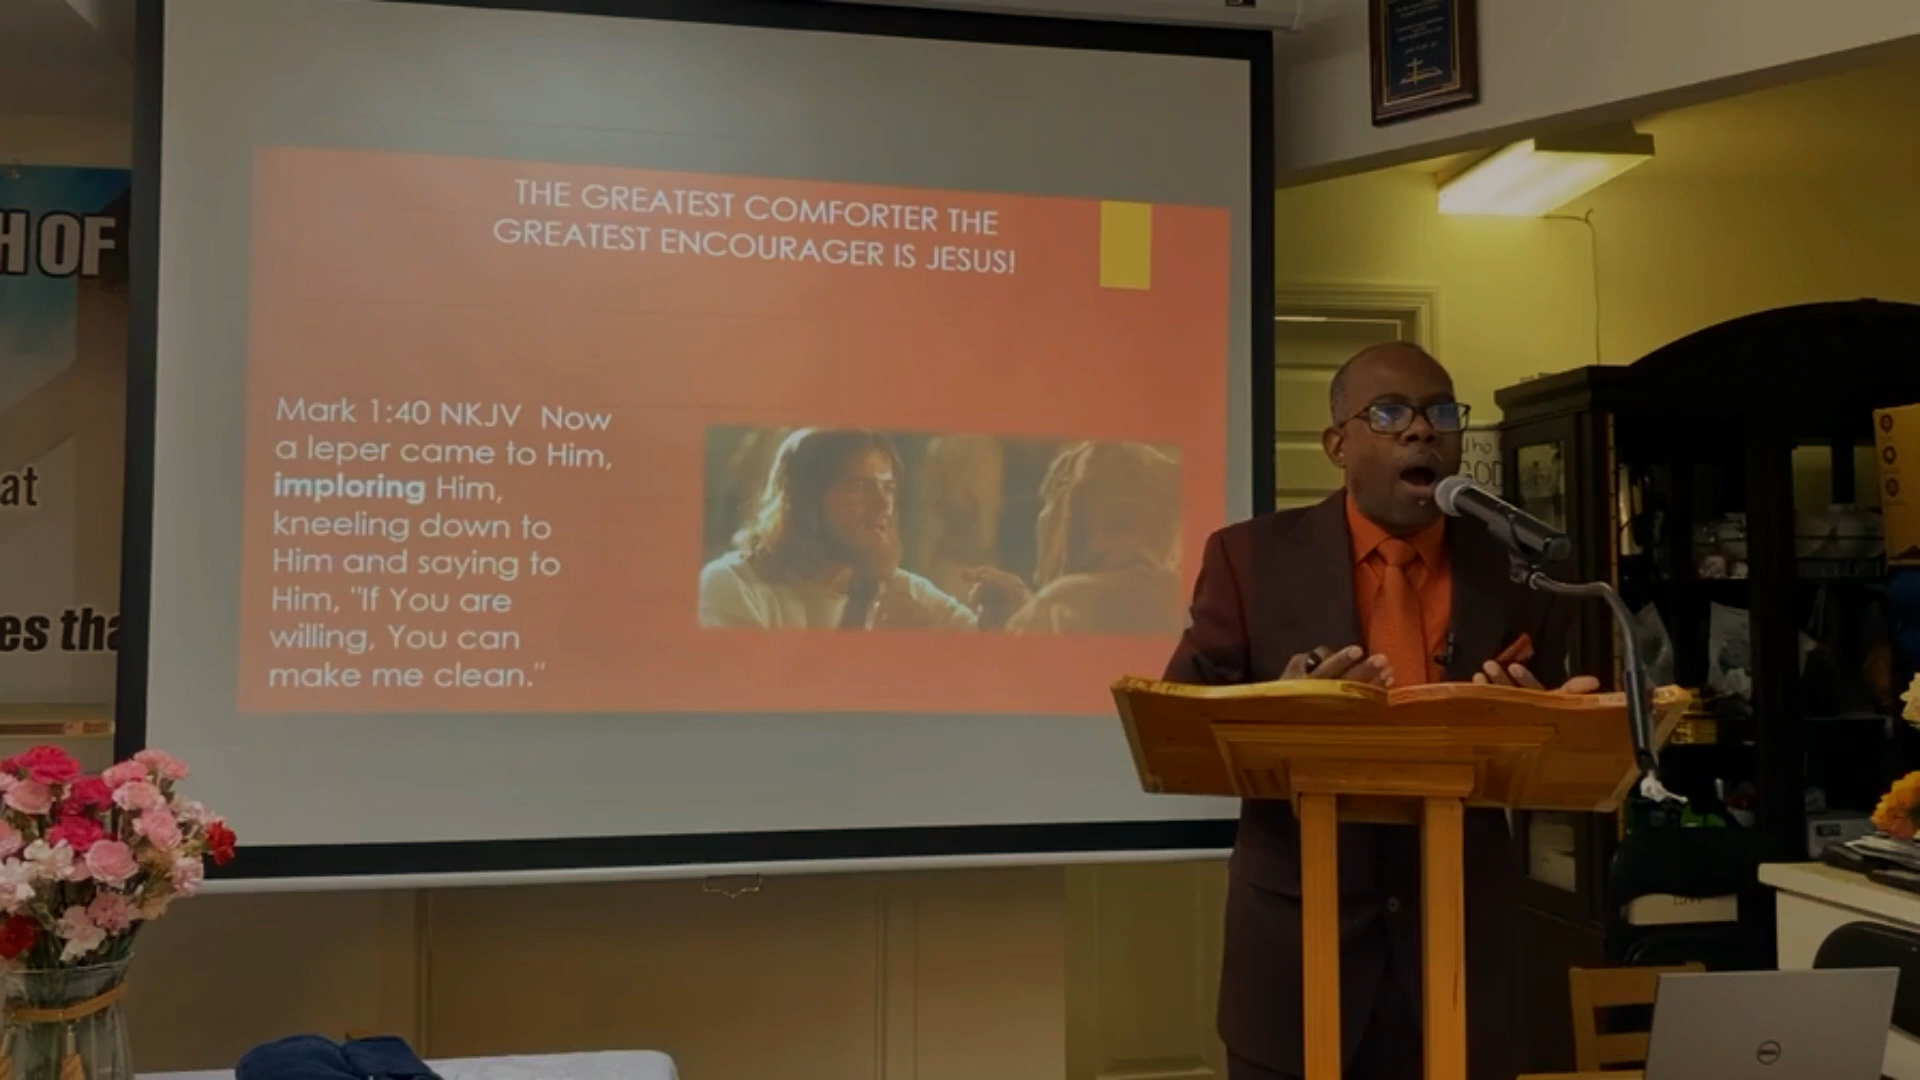 THE GREATEST COMFORTER THE
GREATEST ENCOURAGER IS JESUS!
Mark 1:40 NKJV Now
a leper came to Him,
imploring Him,
kneeling down to
Him and saying to
Him, "If You are
willing, You can
make me clean."
H OF
at
es tha
GOD
DELL